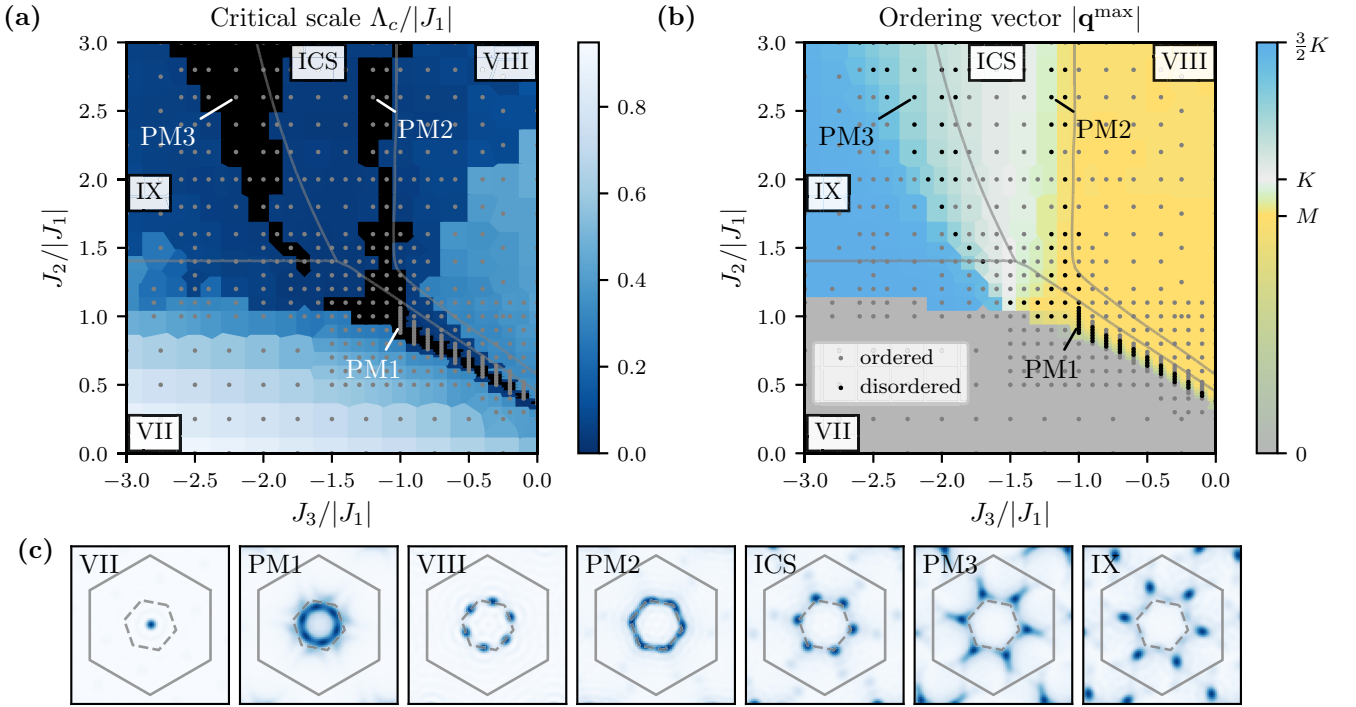 (a)
Critical scale Λc/|J1|
3.0
2.5
2.0
1.5
1.0
0.5
0.0
J2/|J1|
ICS
VIII
PM3
PM2
IX
PM1
VII
−3.0 −2.5 −2.0 −1.5 −1.0 −0.5 0.0
J3/|J1|
0.8
0.6
0.4
0.2
0.0
(b)
Ordering vector |q^max|
3.0
2.5
2.0
1.5
1.0
0.5
0.0
J2/|J1|
ICS
VIII
PM3
PM2
IX
ordered
disordered
PM1
VII
−3.0 −2.5 −2.0 −1.5 −1.0 −0.5 0.0
J3/|J1|
3/2 K
K
M
0
(c)
VII PM1 VIII PM2 ICS PM3 IX